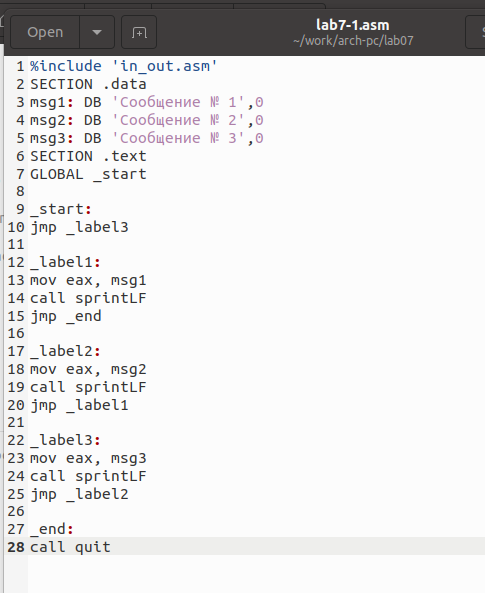 Open
lab7-1.asm
~/work/arch-pc/lab07
1 %include 'in_out.asm'
2 SECTION .data
3 msg1: DB 'Сообщение № 1',0
4 msg2: DB 'Сообщение № 2',0
5 msg3: DB 'Сообщение № 3',0
6 SECTION .text
7 GLOBAL _start
8
9 _start:
10 jmp _label3
11
12 _label1:
13 mov eax, msg1
14 call sprintLF
15 jmp _end
16
17 _label2:
18 mov eax, msg2
19 call sprintLF
20 jmp _label1
21
22 _label3:
23 mov eax, msg3
24 call sprintLF
25 jmp _label2
26
27 _end:
28 call quit